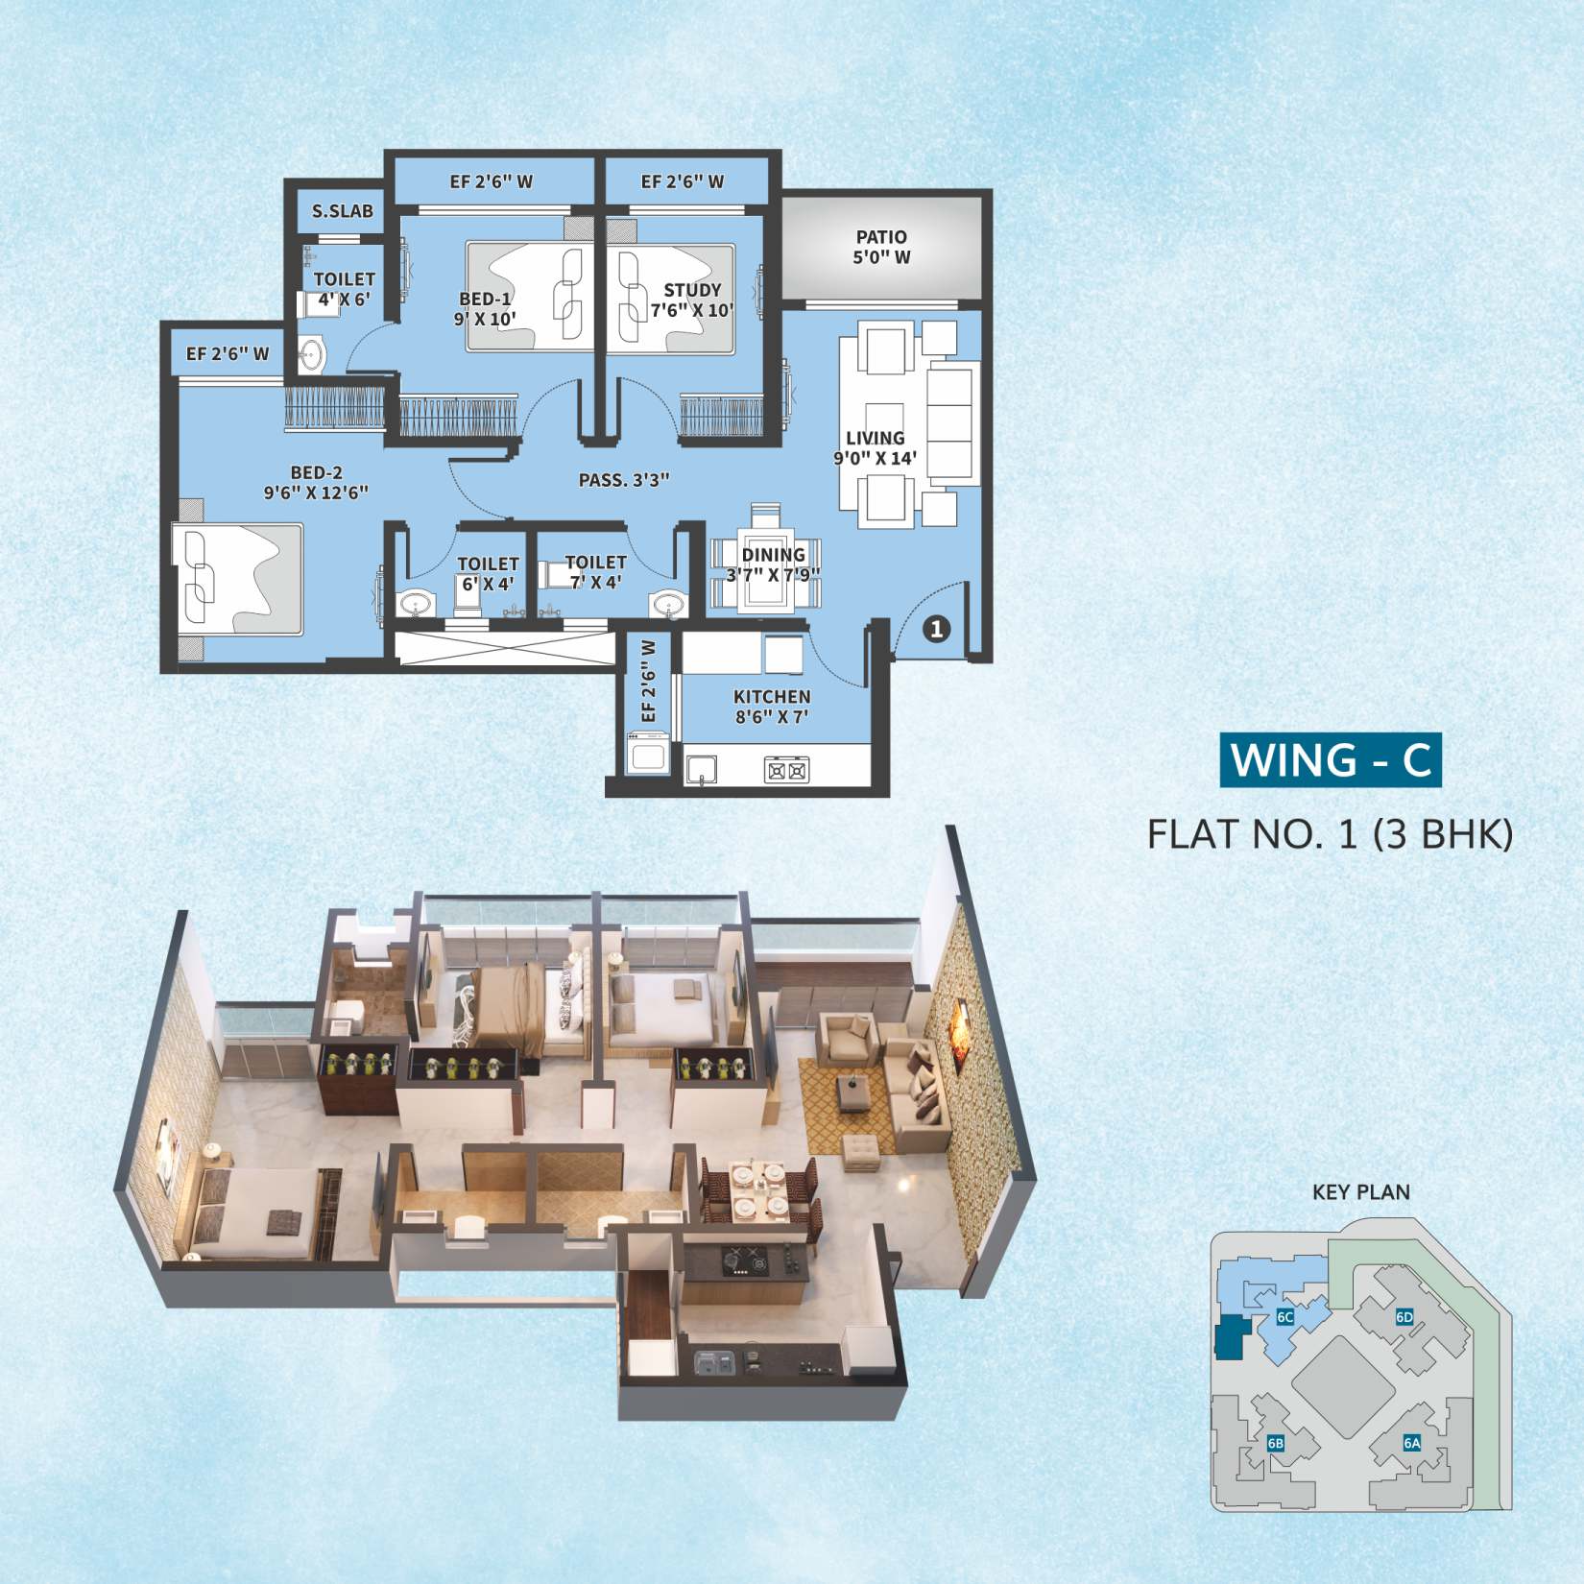 EF 2'6" W
EF 2'6" W
S.SLAB
PATIO
5'0" W
TOILET
4' X 6'
BED-1
9' X 10'
STUDY
7'6" X 10'
EF 2'6" W
LIVING
9'0" X 14'
BED-2
9'6" X 12'6"
PASS. 3'3"
TOILET
6' X 4'
TOILET
7' X 4'
DINING
3'7" X 7'9"
1
EF 2'6" W
KITCHEN
8'6" X 7'
WING - C
FLAT NO. 1 (3 BHK)
KEY PLAN
6C
6D
6B
6A